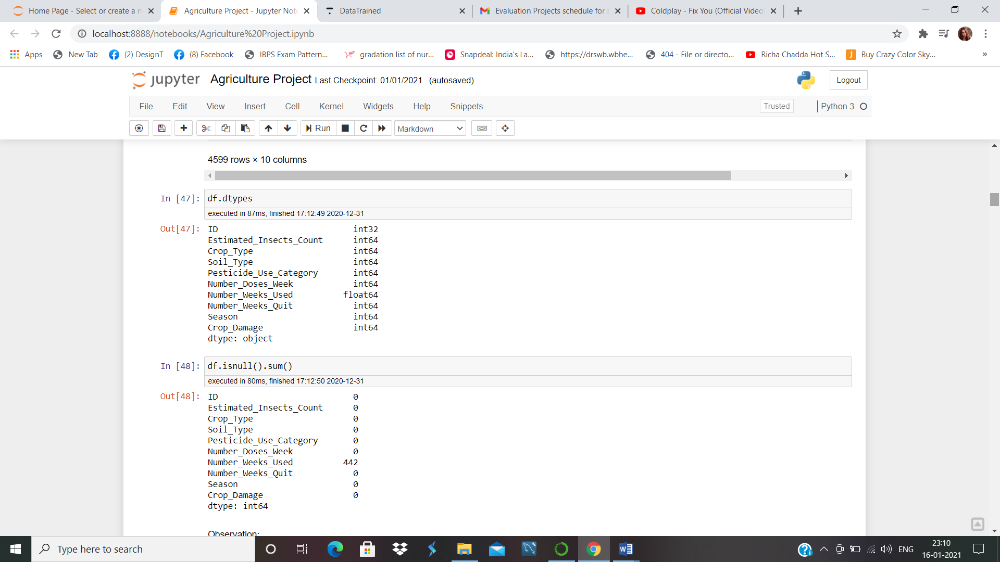 Home Page - Select or create a n
Agriculture Project - Jupyter Note
DataTrained
Evaluation Projects schedule for B
Coldplay - Fix You (Official Video)
localhost:8888/notebooks/Agriculture%20Project.ipynb
Apps
New Tab
(2) DesignT
(8) Facebook
IBPS Exam Pattern...
gradation list of nur...
Snapdeal: India's La...
https://drswb.wbhe...
404 - File or directo...
Richa Chadda Hot S...
Buy Crazy Color Sky...
»
jupyter Agriculture Project Last Checkpoint: 01/01/2021 (autosaved)
Logout
File Edit View Insert Cell Kernel Widgets Help Snippets
Trusted
Python 3
Run
Markdown
4599 rows × 10 columns
In [47]: df.dtypes
executed in 87ms, finished 17:12:49 2020-12-31
Out[47]: ID int32
Estimated_Insects_Count int64
Crop_Type int64
Soil_Type int64
Pesticide_Use_Category int64
Number_Doses_Week int64
Number_Weeks_Used float64
Number_Weeks_Quit int64
Season int64
Crop_Damage int64
dtype: object
In [48]: df.isnull().sum()
executed in 80ms, finished 17:12:50 2020-12-31
Out[48]: ID 0
Estimated_Insects_Count 0
Crop_Type 0
Soil_Type 0
Pesticide_Use_Category 0
Number_Doses_Week 0
Number_Weeks_Used 442
Number_Weeks_Quit 0
Season 0
Crop_Damage 0
dtype: int64
Observation:
Type here to search
ENG
23:10
16-01-2021